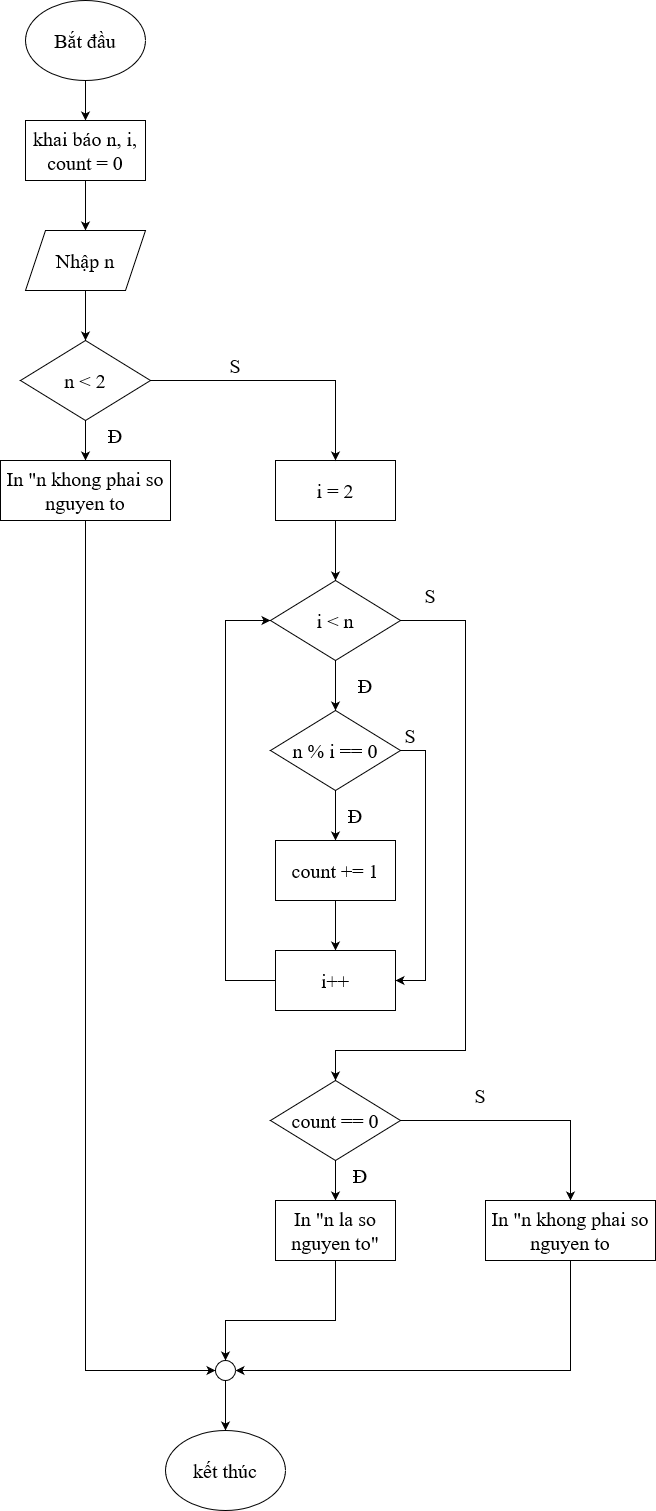 Bắt đầu
khai báo n, i,
count = 0
Nhập n
n < 2
S
Đ
In "n khong phai so
nguyen to
i = 2
i < n
S
Đ
n % i == 0
S
Đ
count += 1
i++
count == 0
S
Đ
In "n la so
nguyen to"
In "n khong phai so
nguyen to
kết thúc